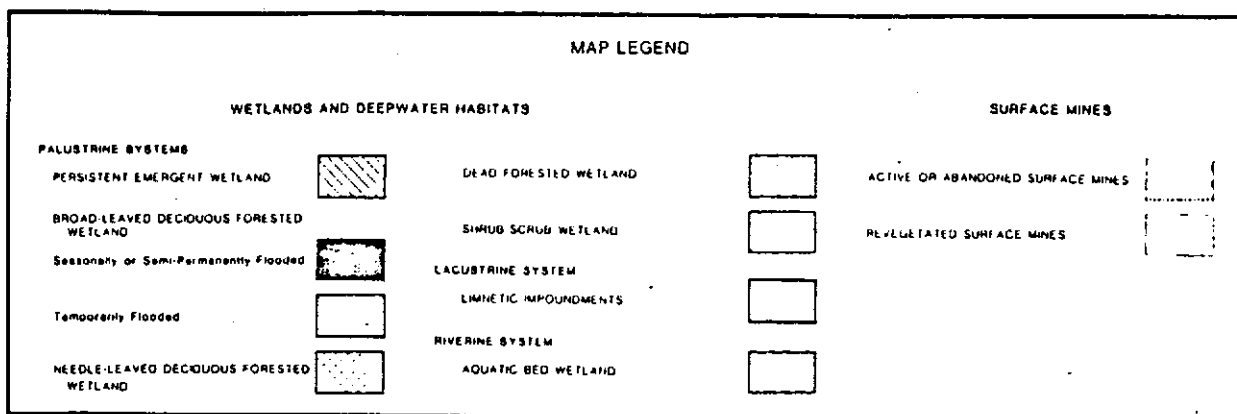 MAP LEGEND
WETLANDS AND DEEPWATER HABITATS
PALUSTRINE SYSTEMS
PERSISTENT EMERGENT WETLAND
BROAD-LEAVED DECIDUOUS FORESTED
WETLAND
Seasonally or Semi-Permanently Flooded
Temporarily Flooded
NEEDLE-LEAVED DECIDUOUS FORESTED
WETLAND
DEAD FORESTED WETLAND
SHRUB SCRUB WETLAND
LACUSTRINE SYSTEM
LIMNETIC IMPOUNDMENTS
RIVERINE SYSTEM
AQUATIC BED WETLAND
SURFACE MINES
ACTIVE OR ABANDONED SURFACE MINES
REVEGETATED SURFACE MINES